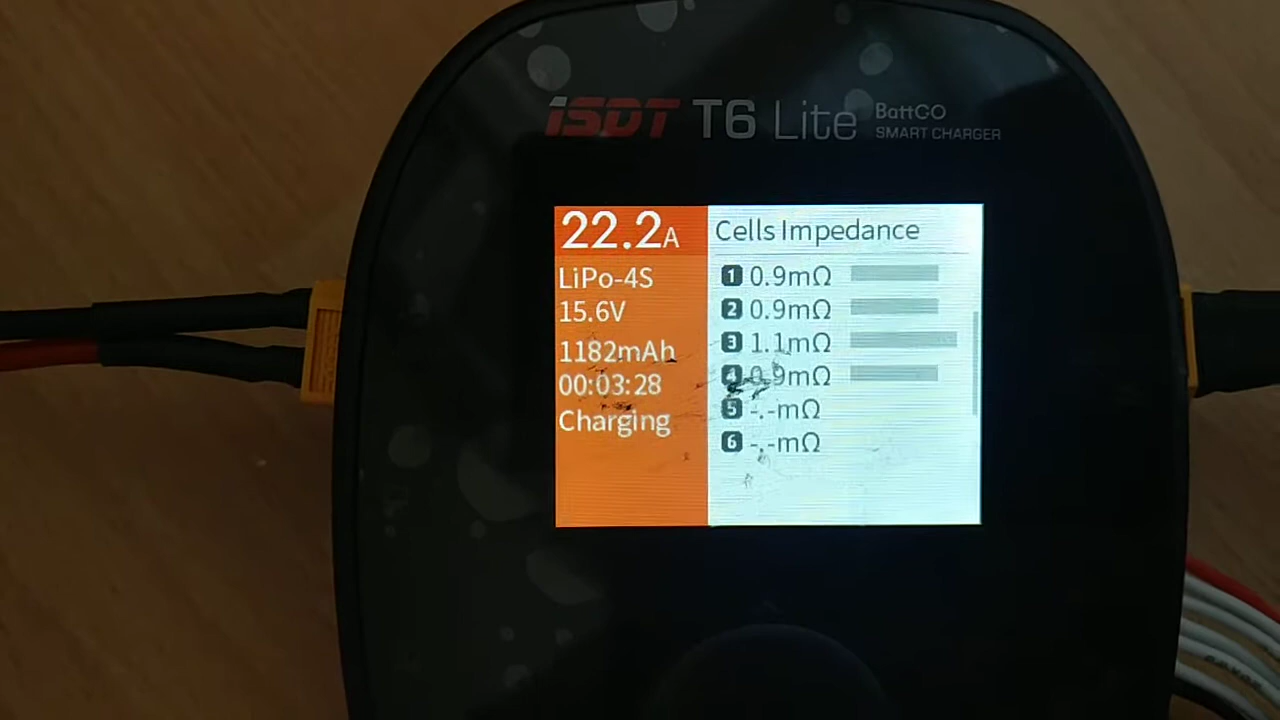 iSDT T6 Lite BattGO
SMART CHARGER
22.2A
LiPo-4S
15.6V
1182mAh
00:03:28
Charging
Cells Impedance
1 0.9mΩ
2 0.9mΩ
3 1.1mΩ
4 0.9mΩ
5 -.-mΩ
6 -.-mΩ